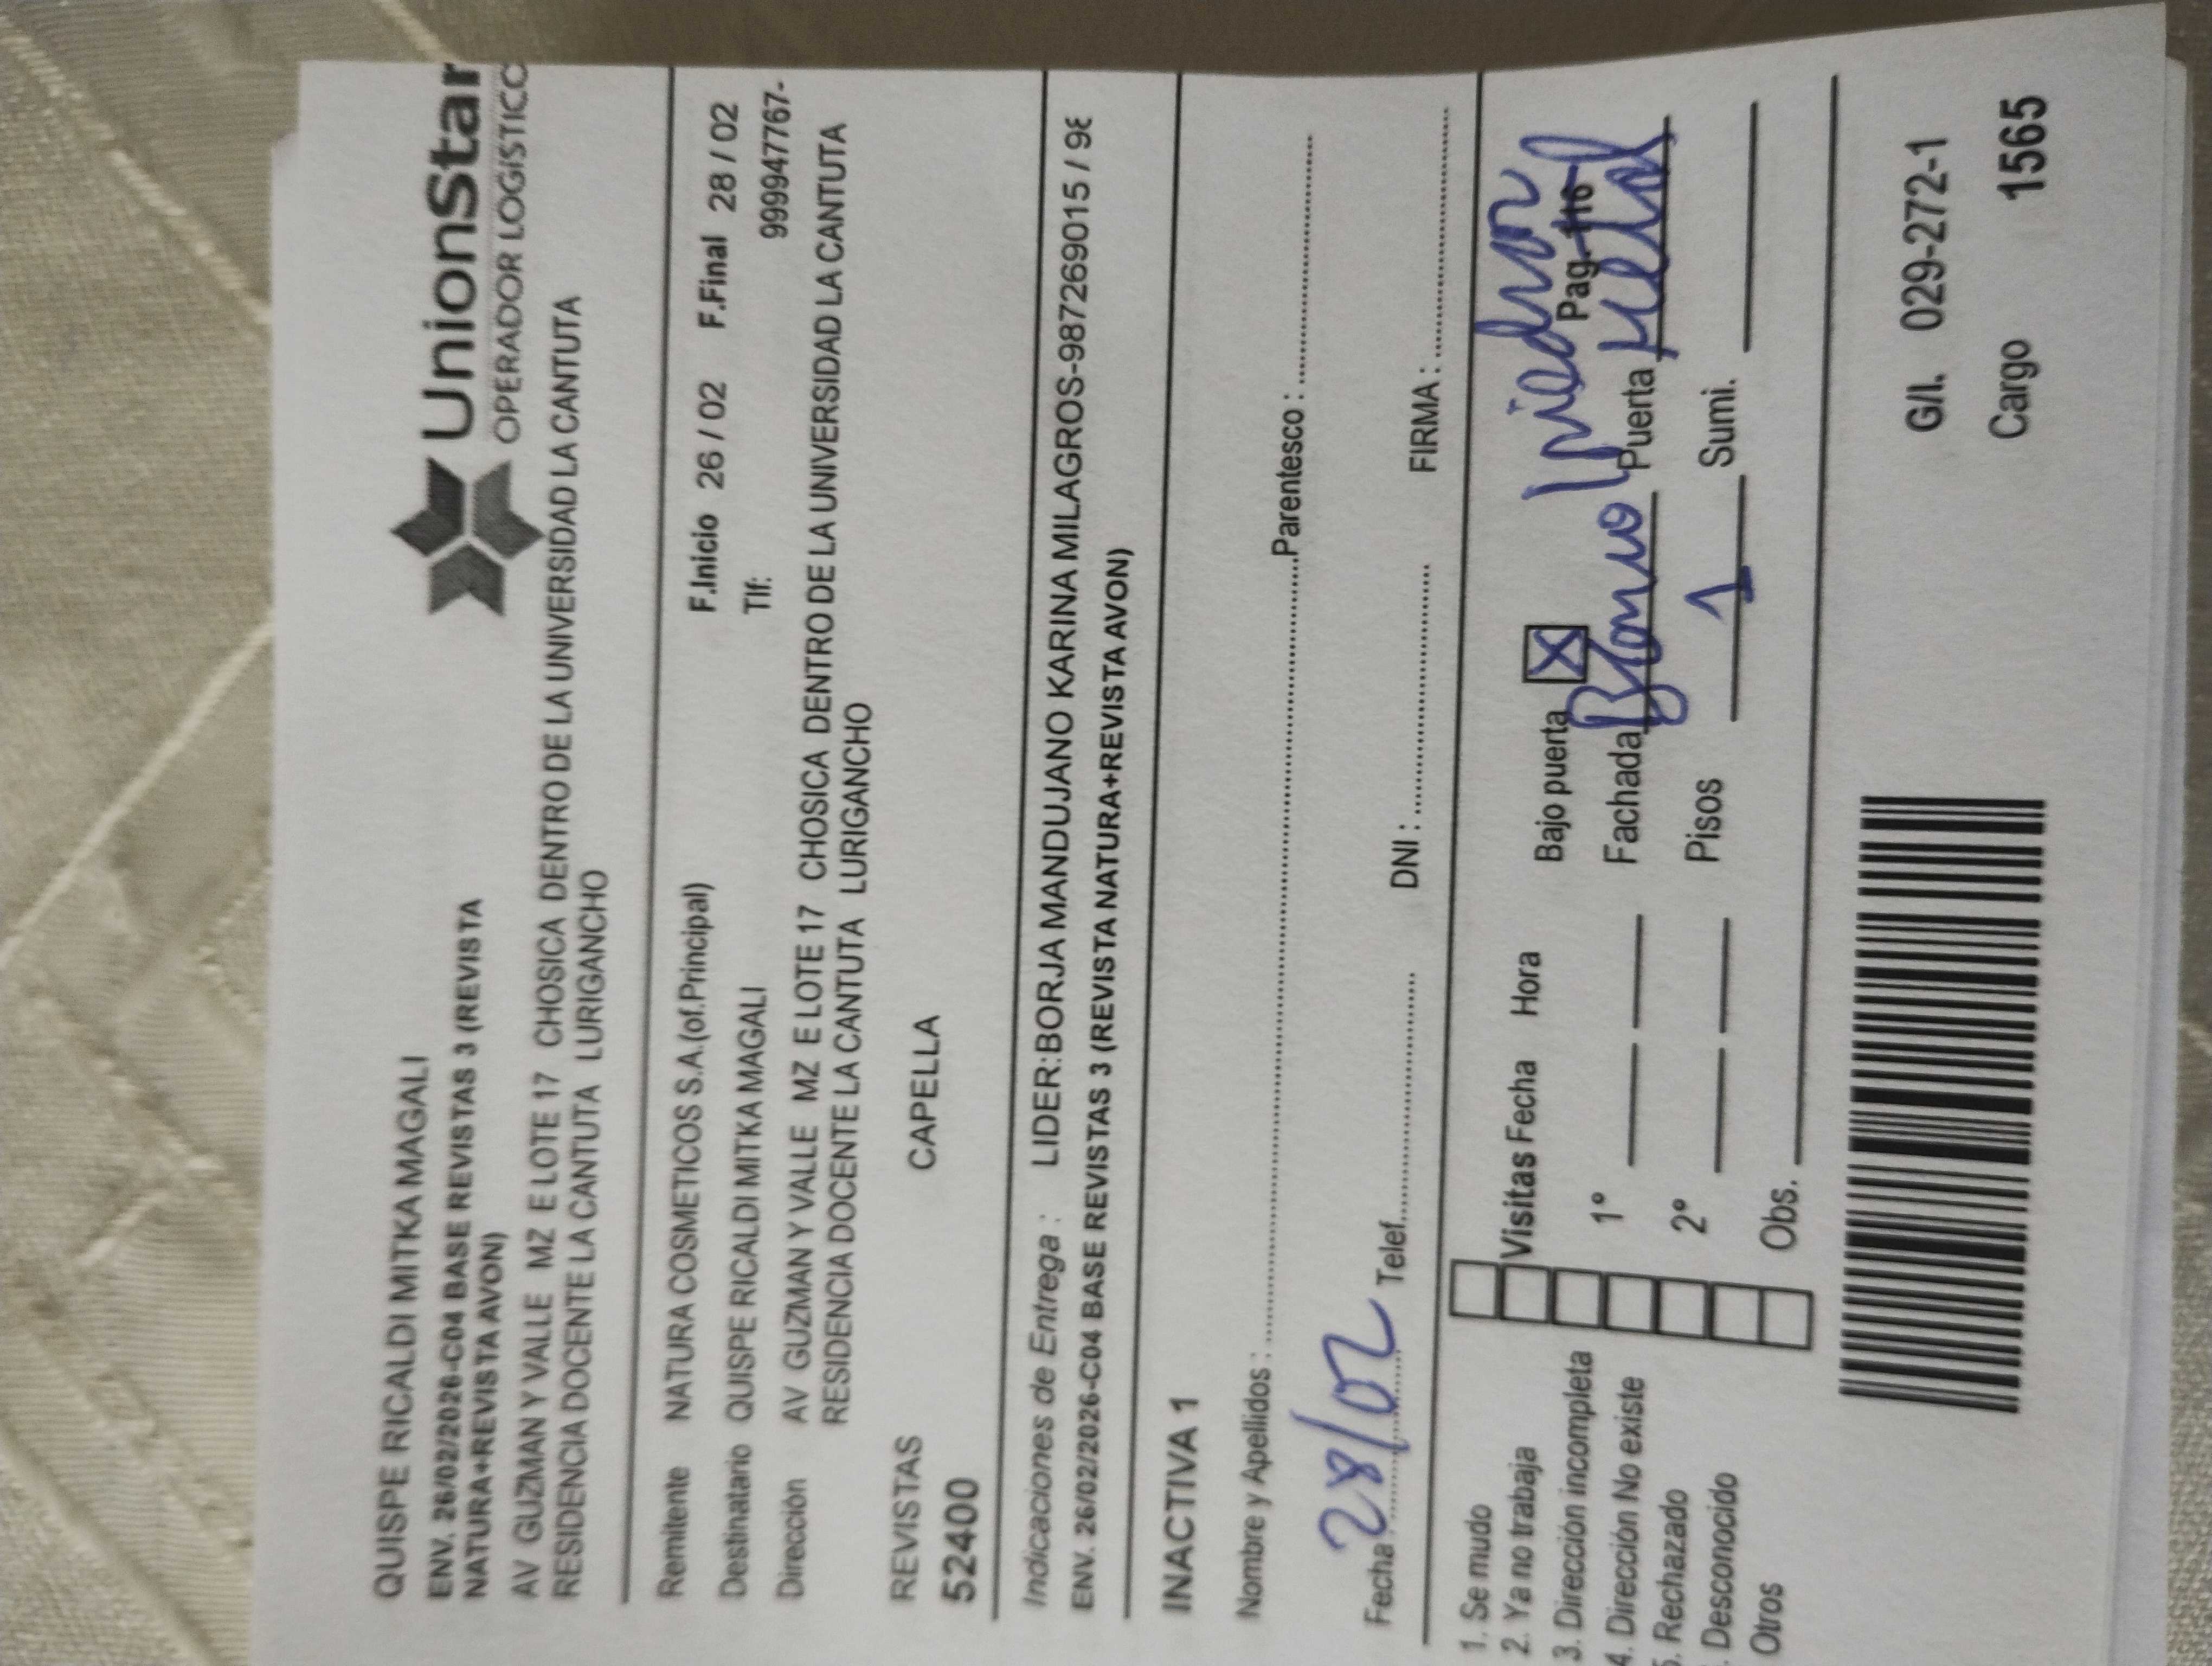 UnionStar
OPERADOR LOGISTICO
QUISPE RICALDI MITKA MAGALI
ENV. 26/02/2026-C04 BASE REVISTAS 3 (REVISTA
NATURA+REVISTA AVON)
AV GUZMAN Y VALLE MZ E LOTE 17 CHOSICA DENTRO DE LA UNIVERSIDAD LA CANTUTA
RESIDENCIA DOCENTE LA CANTUTA LURIGANCHO
Remitente NATURA COSMETICOS S.A.(of.Principal) F.Inicio 26 / 02 F.Final 28 / 02
Destinatario QUISPE RICALDI MITKA MAGALI Tlf: 999947767-
Dirección AV GUZMAN Y VALLE MZ E LOTE 17 CHOSICA DENTRO DE LA UNIVERSIDAD LA CANTUTA
RESIDENCIA DOCENTE LA CANTUTA LURIGANCHO
REVISTAS CAPELLA
52400
Indicaciones de Entrega : LIDER:BORJA MANDUJANO KARINA MILAGROS-987269015 / 98
ENV. 26/02/2026-C04 BASE REVISTAS 3 (REVISTA NATURA+REVISTA AVON)
INACTIVA 1
Nombre y Apellidos : Parentesco :
Fecha : 28/02 Telef. DNI : FIRMA :
1. Se mudo
2. Ya no trabaja
3. Dirección incompleta
4. Dirección No existe
5. Rechazado
. Desconocido
Otros
Visitas Fecha Hora
1º
2º
Obs.
Bajo puerta X
Pag-116
Fachada Blanco Puerta Metal
Pisos 1 Sumi.
G/I. 029-272-1
Cargo 1565